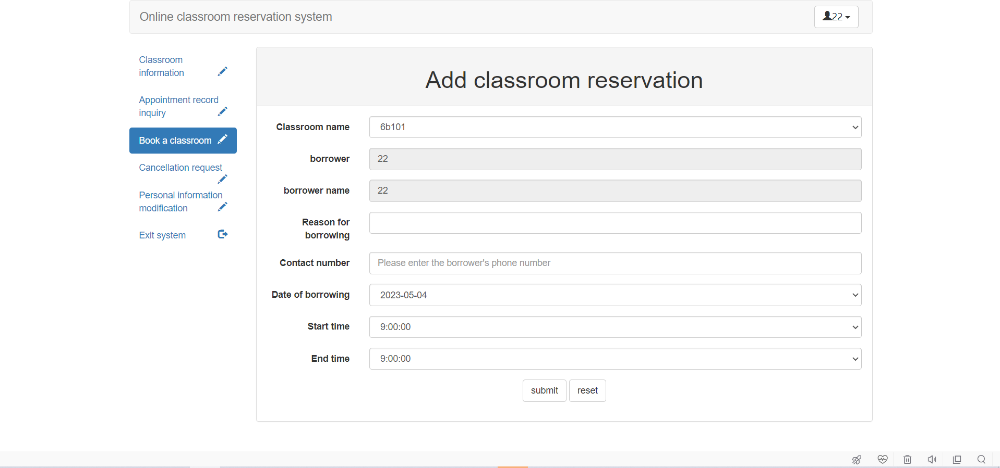 Online classroom reservation system
22
Classroom
information
Appointment record
inquiry
Book a classroom
Cancellation request
Personal information
modification
Exit system
Add classroom reservation
Classroom name
6b101
borrower
22
borrower name
22
Reason for
borrowing
Contact number
Please enter the borrower's phone number
Date of borrowing
2023-05-04
Start time
9:00:00
End time
9:00:00
submit
reset